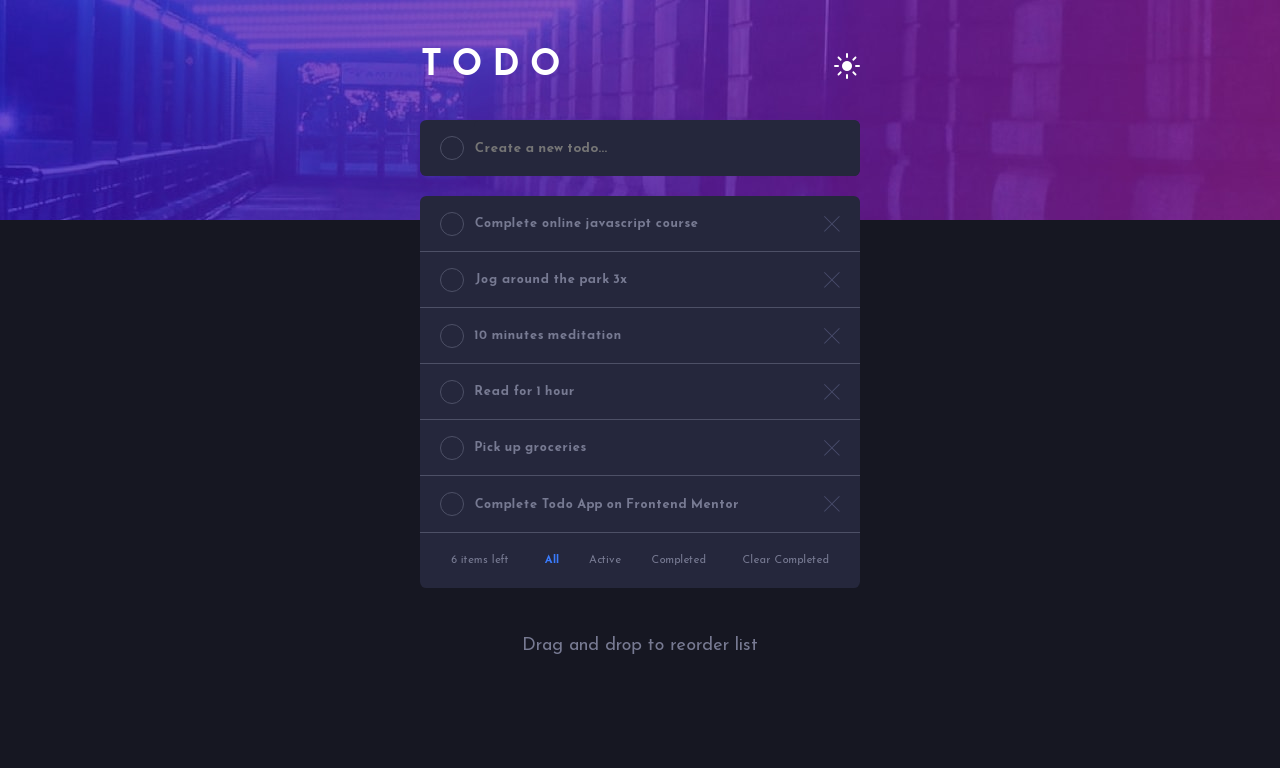 TODO
Create a new todo...
Complete online javascript course
Jog around the park 3x
10 minutes meditation
Read for 1 hour
Pick up groceries
Complete Todo App on Frontend Mentor
6 items left All Active Completed Clear Completed
Drag and drop to reorder list